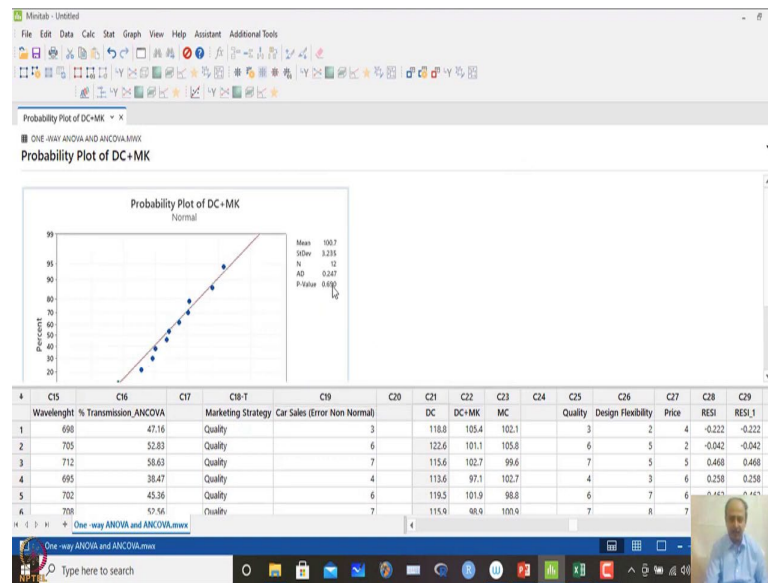 Minitab - Untitled
File Edit Data Calc Stat Graph View Help Assistant Additional Tools
Probability Plot of DC+MK
ONE -WAY ANOVA AND ANCOVA.MWX
Probability Plot of DC+MK
Probability Plot of DC+MK
Normal
Mean 100.7
StDev 3.235
N 12
AD 0.247
P-Value
99
95
90
80
70
60
50
40
30
20
Percent
C15 C16 C17 C18-T C19 C20 C21 C22 C23 C24 C25 C26 C27 C28 C29
Wavelenght % Transmission_ANCOVA Marketing Strategy Car Sales (Error Non Normal) DC DC+MK MC Quality Design Flexibility Price RESI RESI_1
1 698 47.16 Quality 3 118.8 105.4 102.1 3 2 4 -0.222 -0.222
2 705 52.83 Quality 6 122.6 101.1 105.8 6 5 2 -0.042 -0.042
3 712 58.63 Quality 7 115.6 102.7 99.6 7 5 5 0.468 0.468
4 695 38.47 Quality 4 113.6 97.1 102.7 4 3 6 0.258 0.258
5 702 45.36 Quality 6 119.5 101.9 98.8 6 7 6
6 708 52.56 Quality 7 115.9 98.9 100.9 7 8 7
One -way ANOVA and ANCOVA.mwx
One -way ANOVA and ANCOVA.mwx
Type here to search
NPTEL